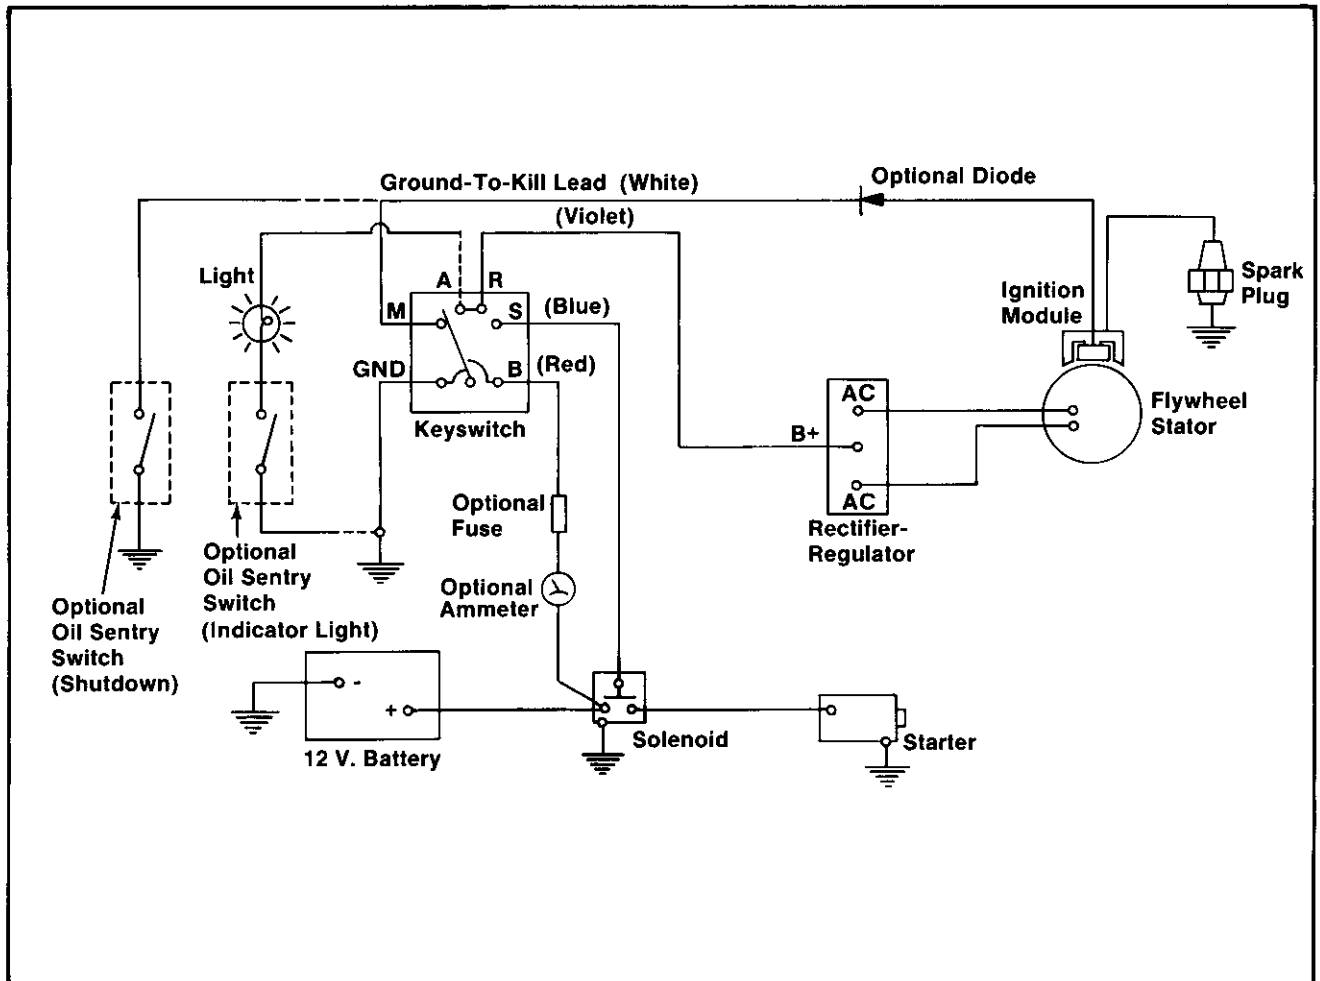 Ground-To-Kill Lead (White)
Optional Diode
(Violet)
Light
A
R
M
S
(Blue)
Ignition
Module
Spark
Plug
GND
B
(Red)
Keyswitch
AC
B+
AC
Rectifier-
Regulator
Flywheel
Stator
Optional
Fuse
Optional
Ammeter
Optional
Oil Sentry
Switch
(Indicator Light)
Optional
Oil Sentry
Switch
(Shutdown)
-
+
12 V. Battery
Solenoid
Starter